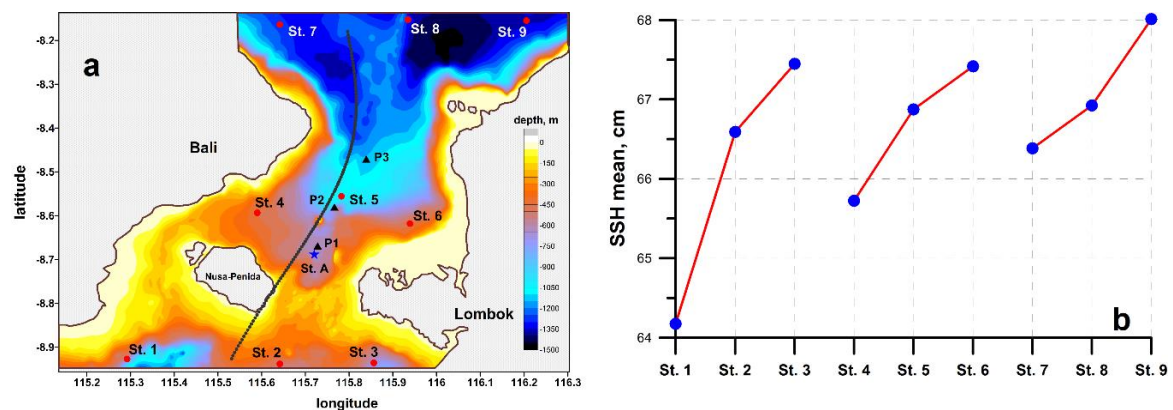 a
St. 7
St. 8
St. 9
Bali
depth, m
0
-150
-300
-450
-600
-750
-900
-1050
-1200
-1350
-1500
P3
St. 4
P2
St. 5
St. 6
P1
St. A
Nusa-Penida
Lombok
St. 1
St. 2
St. 3
latitude
-8.2
-8.3
-8.4
-8.5
-8.6
-8.7
-8.8
-8.9
115.2 115.3 115.4 115.5 115.6 115.7 115.8 115.9 116 116.1 116.2 116.3
longitude
SSH mean, cm
68
67
66
65
64
b
St. 1 St. 2 St. 3 St. 4 St. 5 St. 6 St. 7 St. 8 St. 9